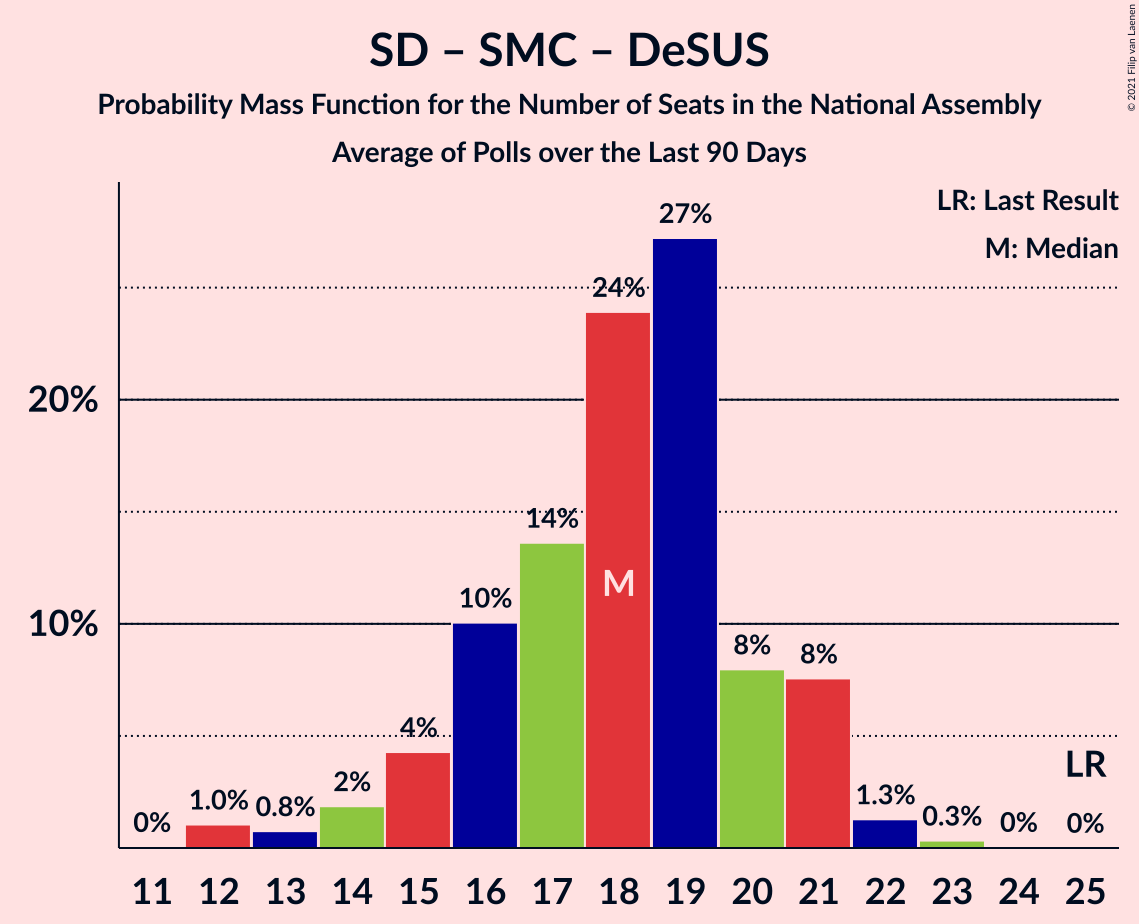 SD – SMC – DeSUS
Probability Mass Function for the Number of Seats in the National Assembly
Average of Polls over the Last 90 Days
© 2021 Filip van Laenen
LR: Last Result
M: Median
27%
24%
20%
14%
M
10%
10%
8%
8%
4%
LR
2%
1.3%
1.0%
0.8%
0.3%
0%
0%
0%
11 12 13 14 15 16 17 18 19 20 21 22 23 24 25